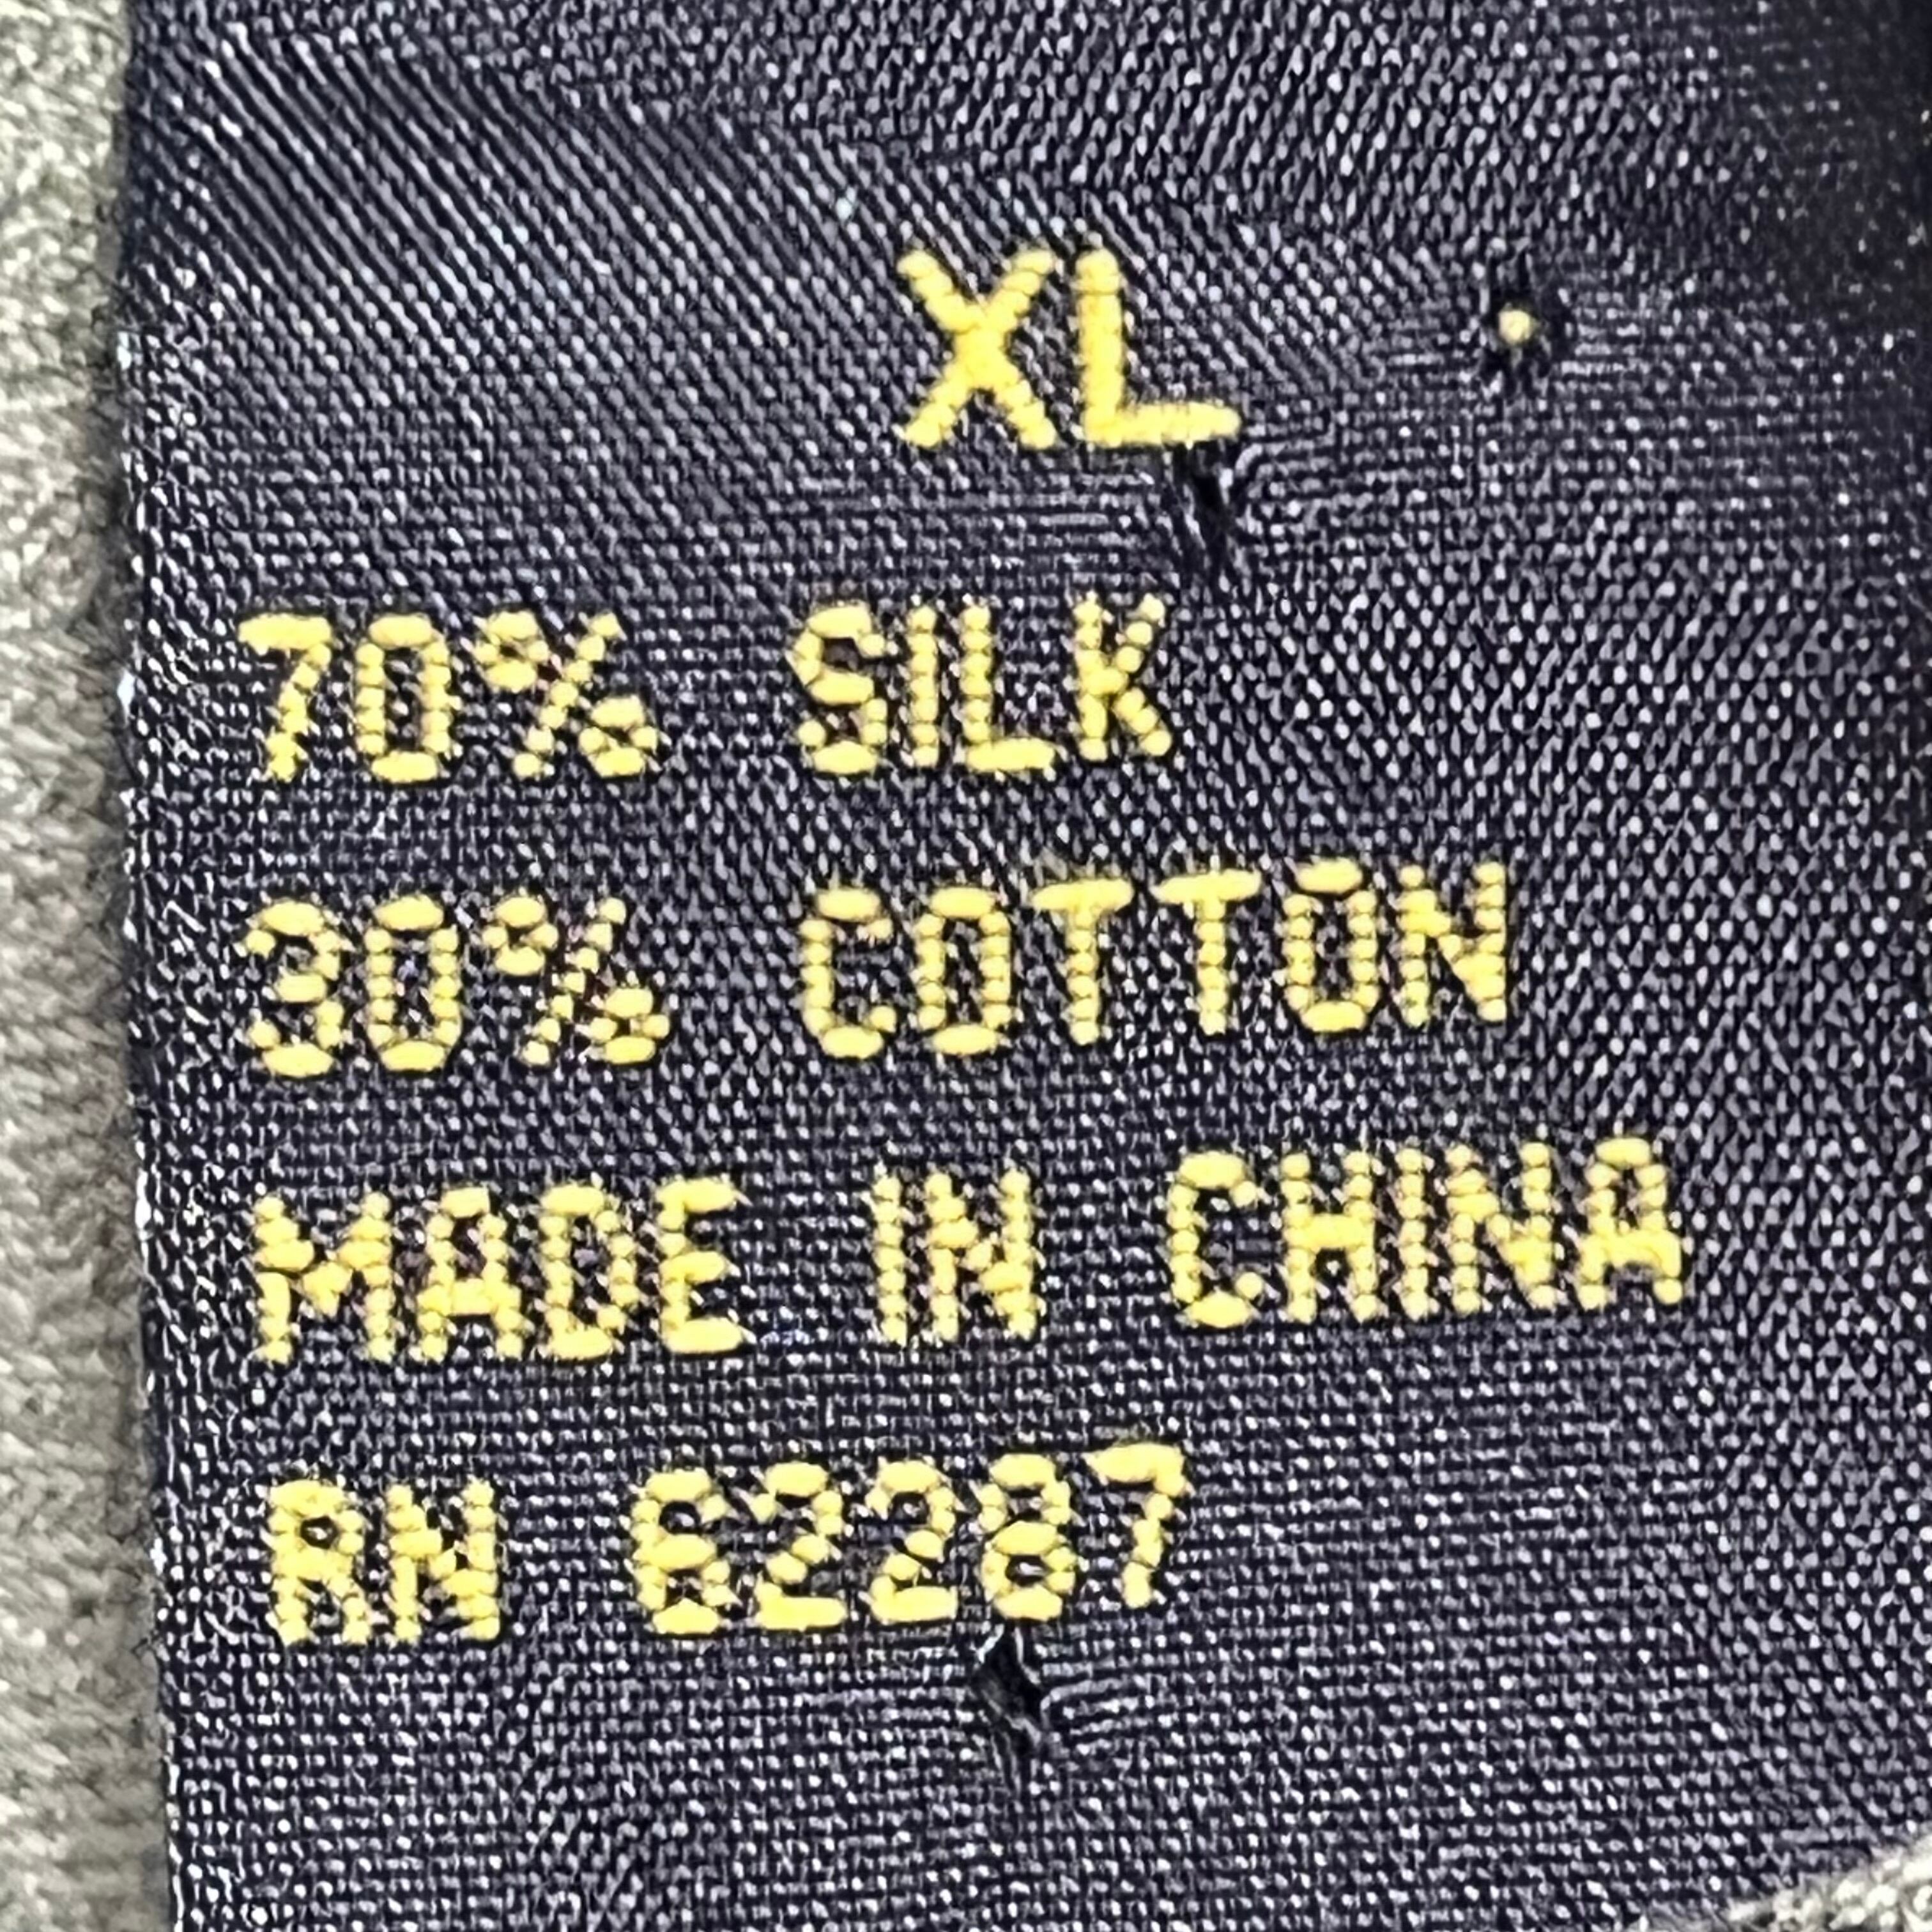 XL
70% SILK
30% COTTON
MADE IN CHINA
RN 62287